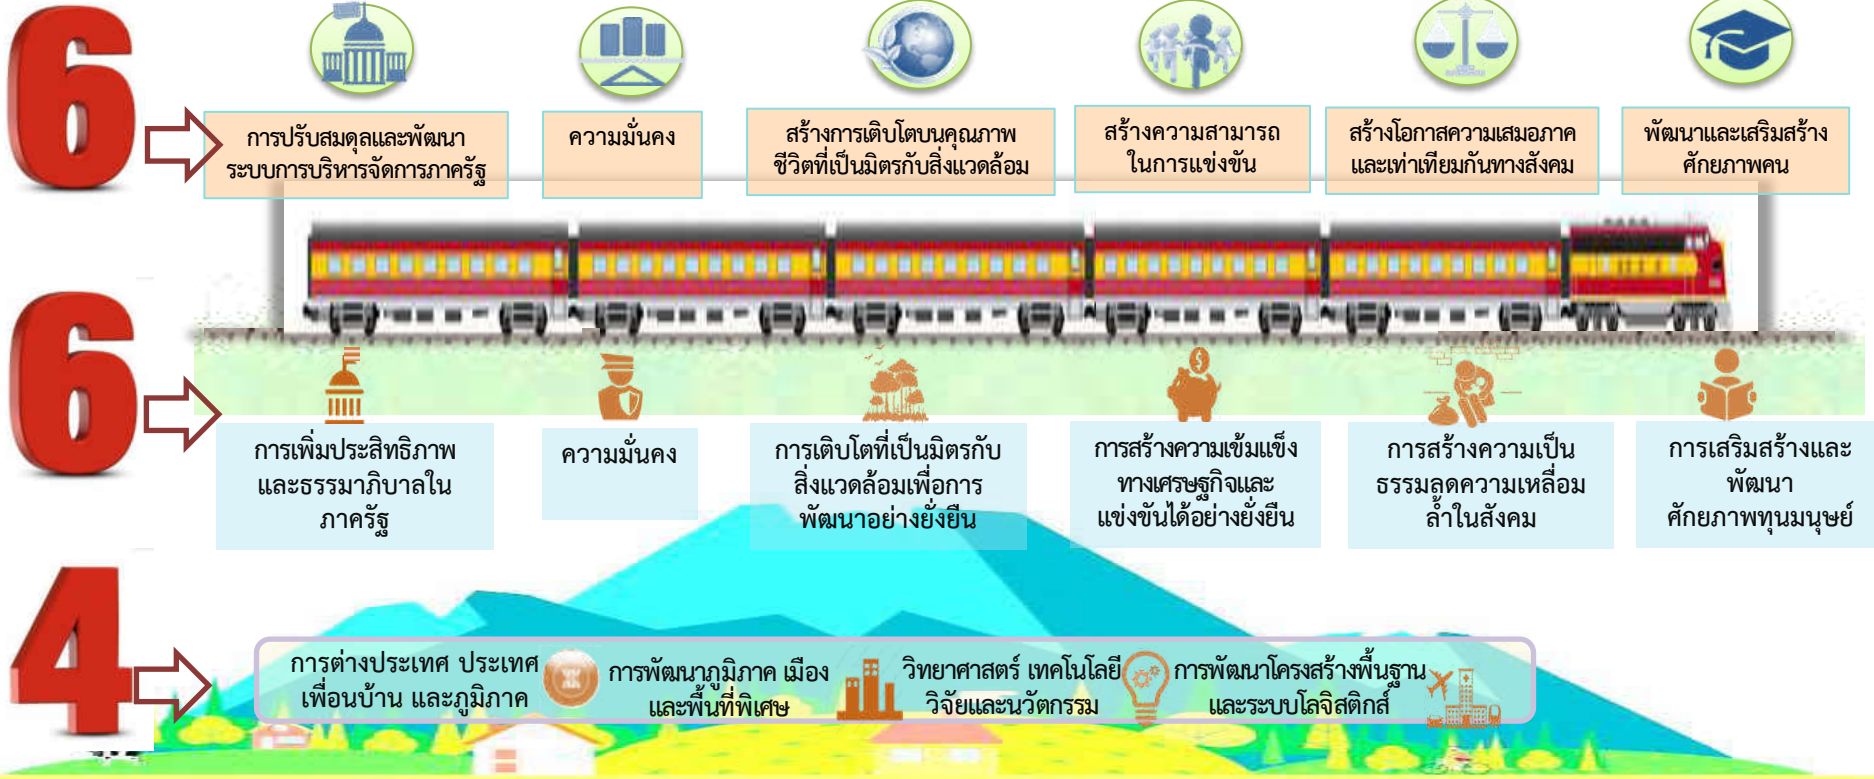 6
การปรับสมดุลและพัฒนา
ระบบการบริหารจัดการภาครัฐ
ความมั่นคง
สร้างการเติบโตบนคุณภาพ
ชีวิตที่เป็นมิตรกับสิ่งแวดล้อม
สร้างความสามารถ
ในการแข่งขัน
สร้างโอกาสความเสมอภาค
และเท่าเทียมกันทางสังคม
พัฒนาและเสริมสร้าง
ศักยภาพคน
6
การเพิ่มประสิทธิภาพ
และธรรมาภิบาลใน
ภาครัฐ
ความมั่นคง
การเติบโตที่เป็นมิตรกับ
สิ่งแวดล้อมเพื่อการ
พัฒนาอย่างยั่งยืน
การสร้างความเข้มแข็ง
ทางเศรษฐกิจและ
แข่งขันได้อย่างยั่งยืน
การสร้างความเป็น
ธรรมลดความเหลื่อม
ล้ำในสังคม
การเสริมสร้างและ
พัฒนา
ศักยภาพทุนมนุษย์
4
การต่างประเทศ ประเทศ
เพื่อนบ้าน และภูมิภาค
การพัฒนาภูมิภาค เมือง
และพื้นที่พิเศษ
วิทยาศาสตร์ เทคโนโลยี
วิจัยและนวัตกรรม
การพัฒนาโครงสร้างพื้นฐาน
และระบบโลจิสติกส์